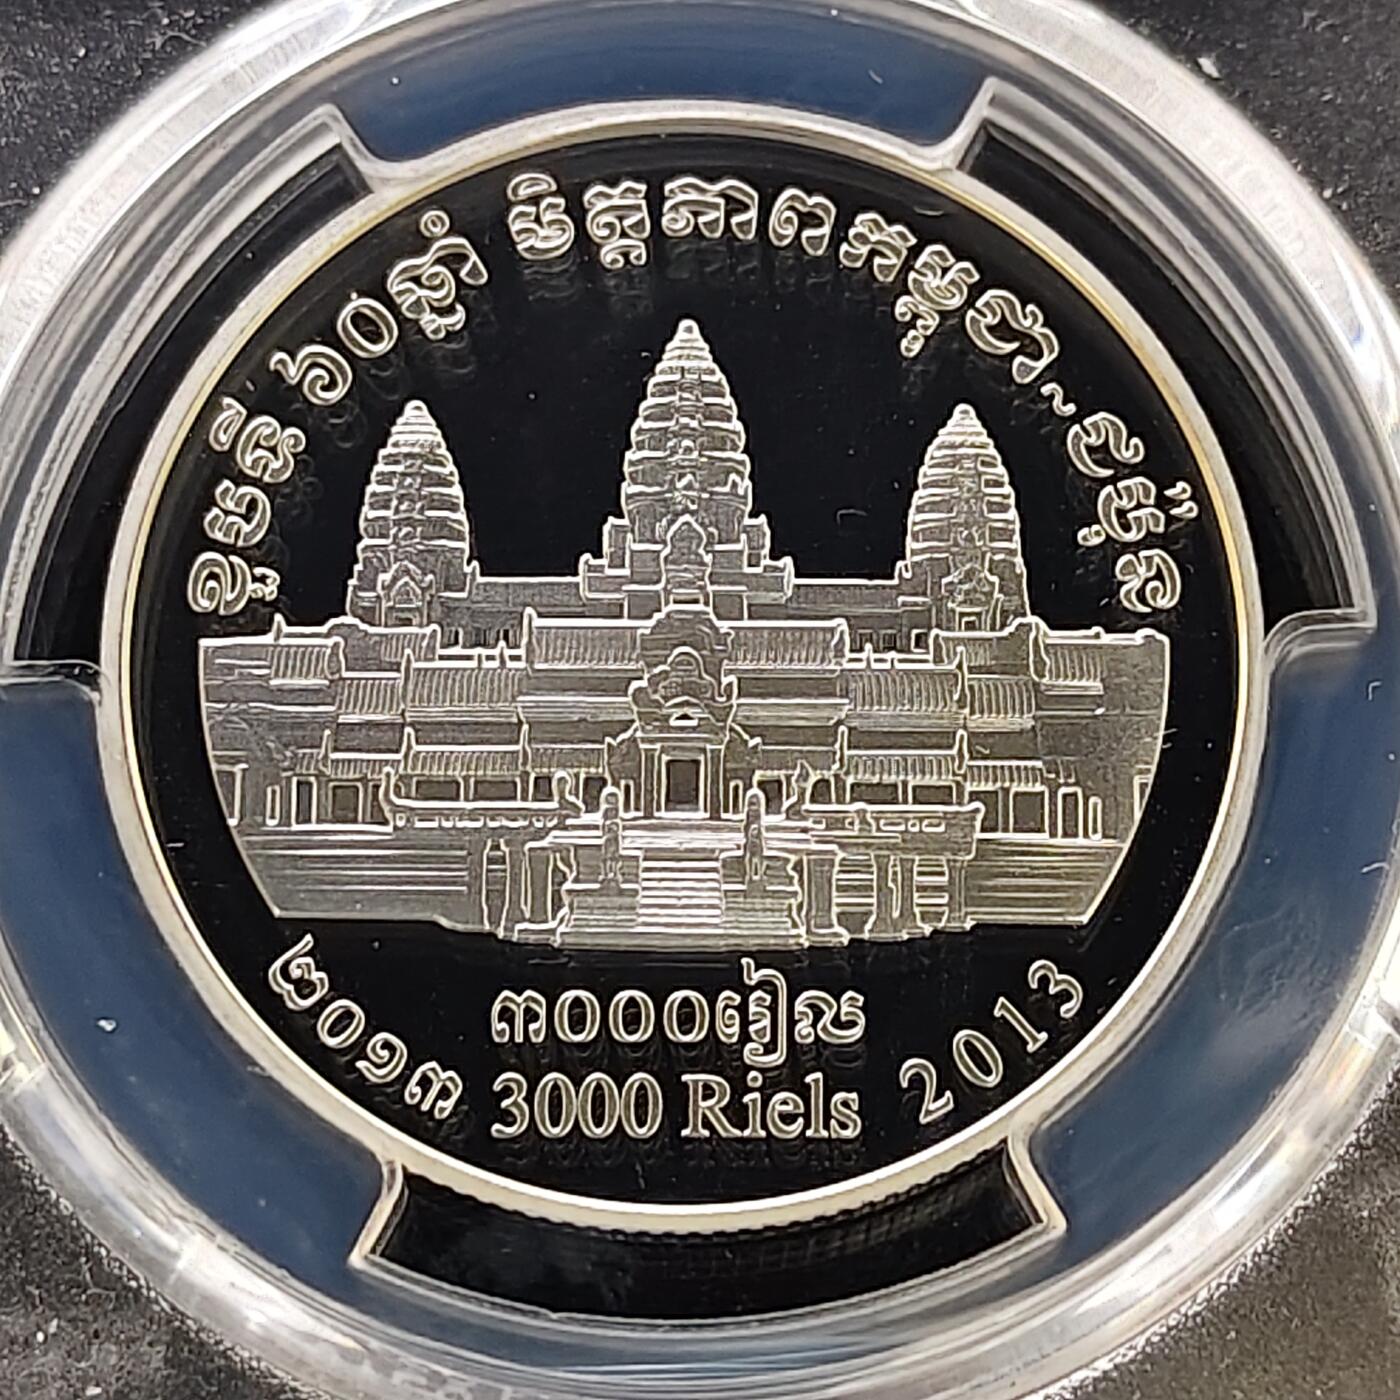 ខួបទី ៦០ឆ្នាំ មិត្តភាពកម្ពុជា~ជប៉ុន
៣០០០រៀល
3000 Riels
២០១៣
2013